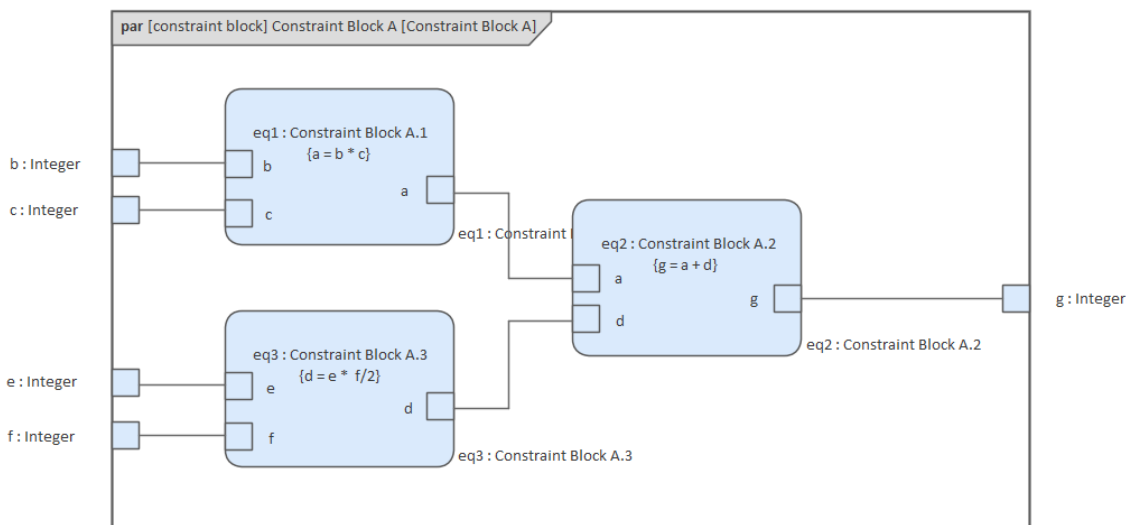 par [constraint block] Constraint Block A [Constraint Block A]
eq1 : Constraint Block A.1
{a = b * c}
b : Integer
b
a
c : Integer
c
eq1 : Constraint
eq2 : Constraint Block A.2
{g = a + d}
a
g
g : Integer
d
eq2 : Constraint Block A.2
eq3 : Constraint Block A.3
{d = e * f/2}
e : Integer
e
d
f : Integer
f
eq3 : Constraint Block A.3